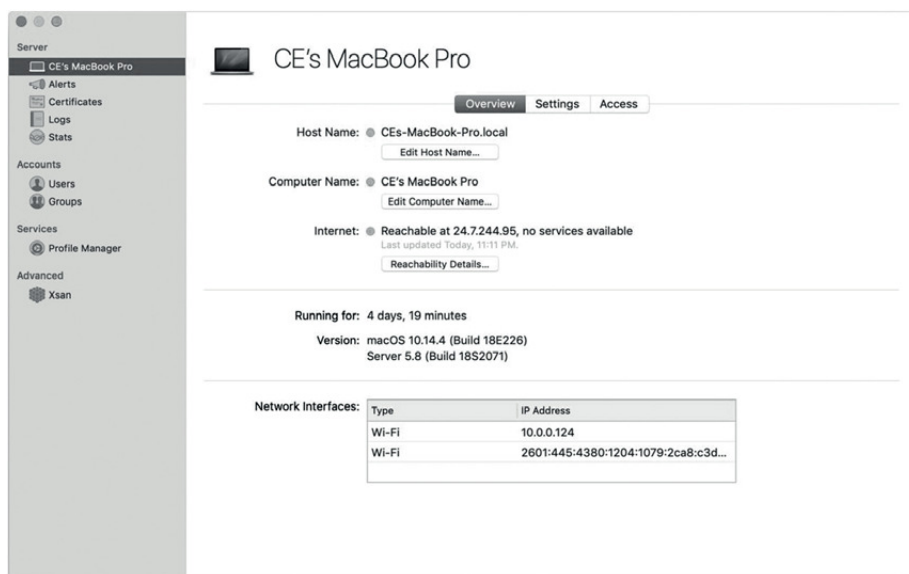 Server
CE's MacBook Pro
Alerts
Certificates
Logs
Stats
Accounts
Users
Groups
Services
Profile Manager
Advanced
Xsan
CE's MacBook Pro
Overview Settings Access
Host Name: CEs-MacBook-Pro.local
Edit Host Name...
Computer Name: CE's MacBook Pro
Edit Computer Name...
Internet: Reachable at 24.7.244.95, no services available
Last updated Today, 11:11 PM.
Reachability Details...
Running for: 4 days, 19 minutes
Version: macOS 10.14.4 (Build 18E226)
Server 5.8 (Build 18S2071)
Network Interfaces:
Type IP Address
Wi-Fi 10.0.0.124
Wi-Fi 2601:445:4380:1204:1079:2ca8:c3d...